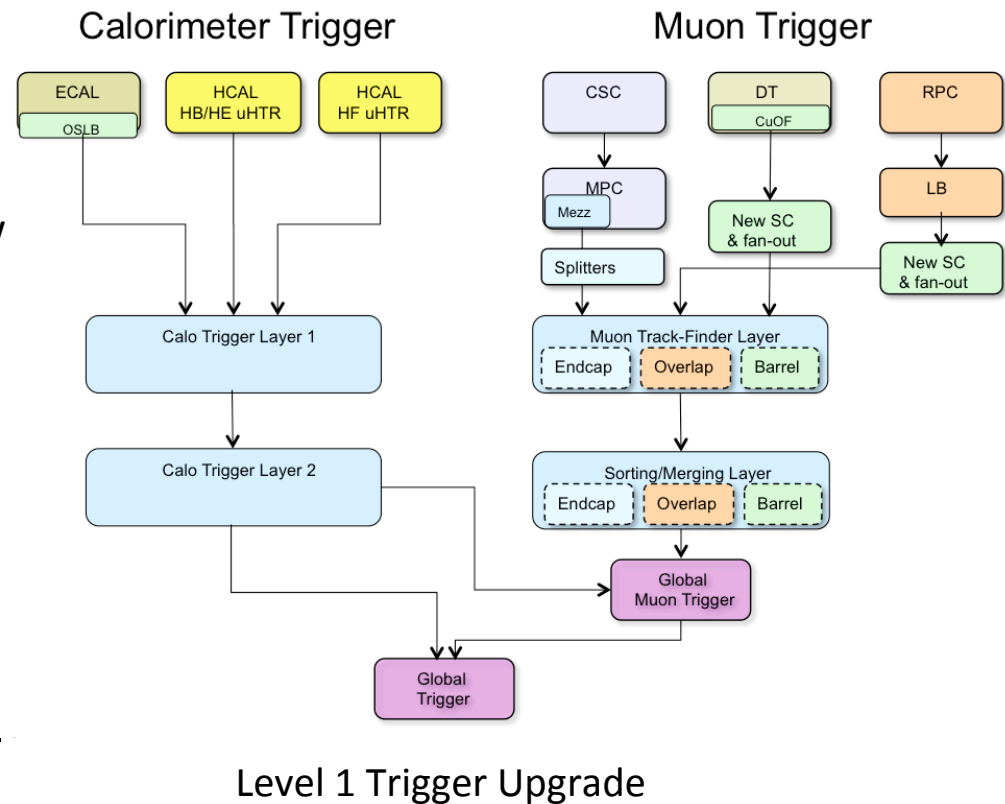 Calorimeter Trigger
Muon Trigger
ECAL
OSLB
HCAL
HB/HE uHTR
HCAL
HF uHTR
CSC
DT
CuOF
RPC
MPC
Mezz
LB
New SC
& fan-out
Splitters
New SC
& fan-out
Calo Trigger Layer 1
Muon Track-Finder Layer
Endcap
Overlap
Barrel
Calo Trigger Layer 2
Sorting/Merging Layer
Endcap
Overlap
Barrel
Global
Muon Trigger
Global
Trigger
Level 1 Trigger Upgrade